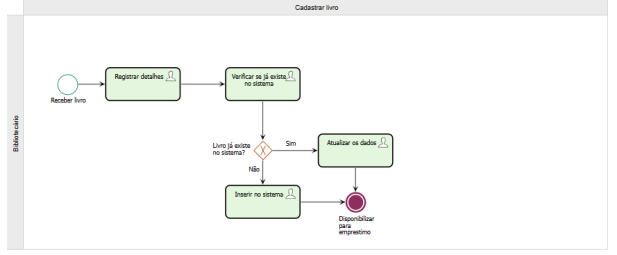 Cadastrar livro
Bibliotecário
Receber livro
Registrar detalhes
Verificar se já existe
no sistema
Livro já existe
no sistema?
Sim
Não
Atualizar os dados
Inserir no sistema
Disponibilizar
para
emprestimo